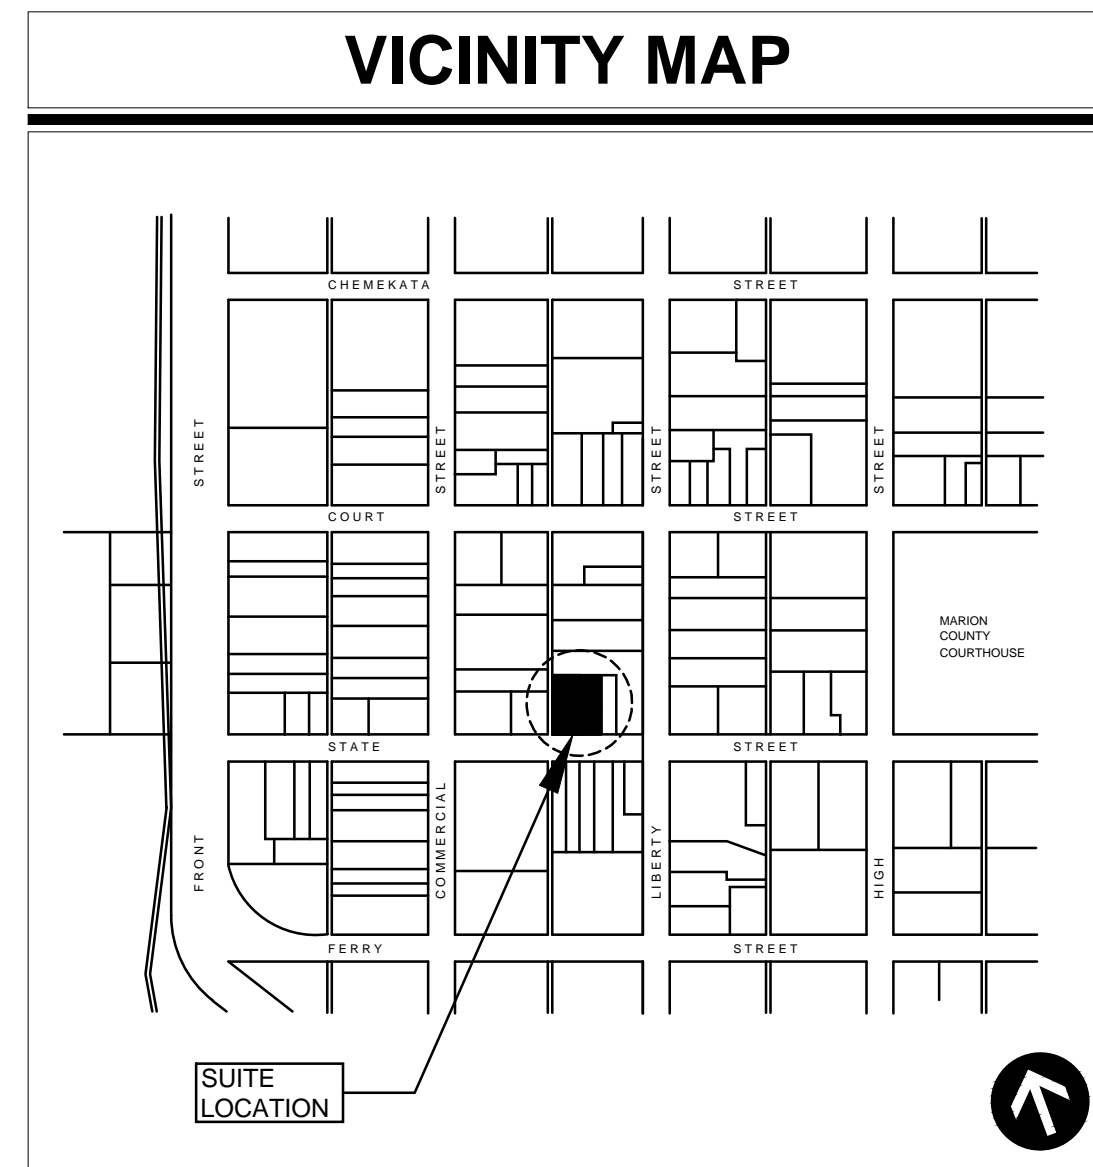 VICINITY MAP
CHEMEKATA STREET
STREET
STREET
STREET
STREET
COURT STREET
MARION
COUNTY
COURTHOUSE
STATE STREET
FRONT
COMMERCIAL
LIBERTY
HIGH
FERRY STREET
SUITE
LOCATION